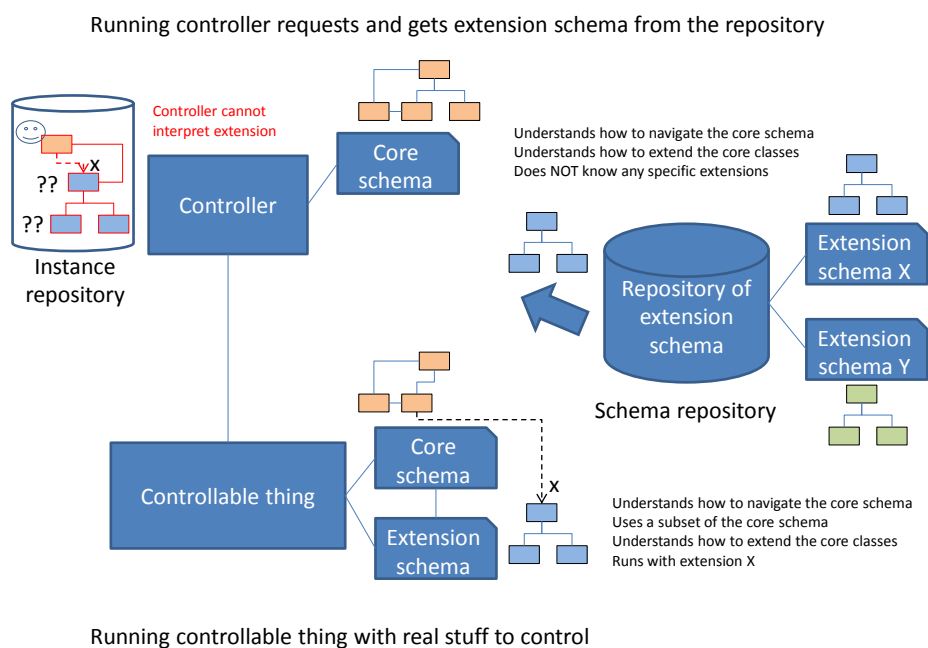 Running controller requests and gets extension schema from the repository
Controller cannot
interpret extension
Core
schema
Understands how to navigate the core schema
Understands how to extend the core classes
Does NOT know any specific extensions
X
??
??
Controller
Instance
repository
Extension
schema X
Repository of
extension
schema
Extension
schema Y
Schema repository
Core
schema
Controllable thing
X
Extension
schema
Understands how to navigate the core schema
Uses a subset of the core schema
Understands how to extend the core classes
Runs with extension X
Running controllable thing with real stuff to control